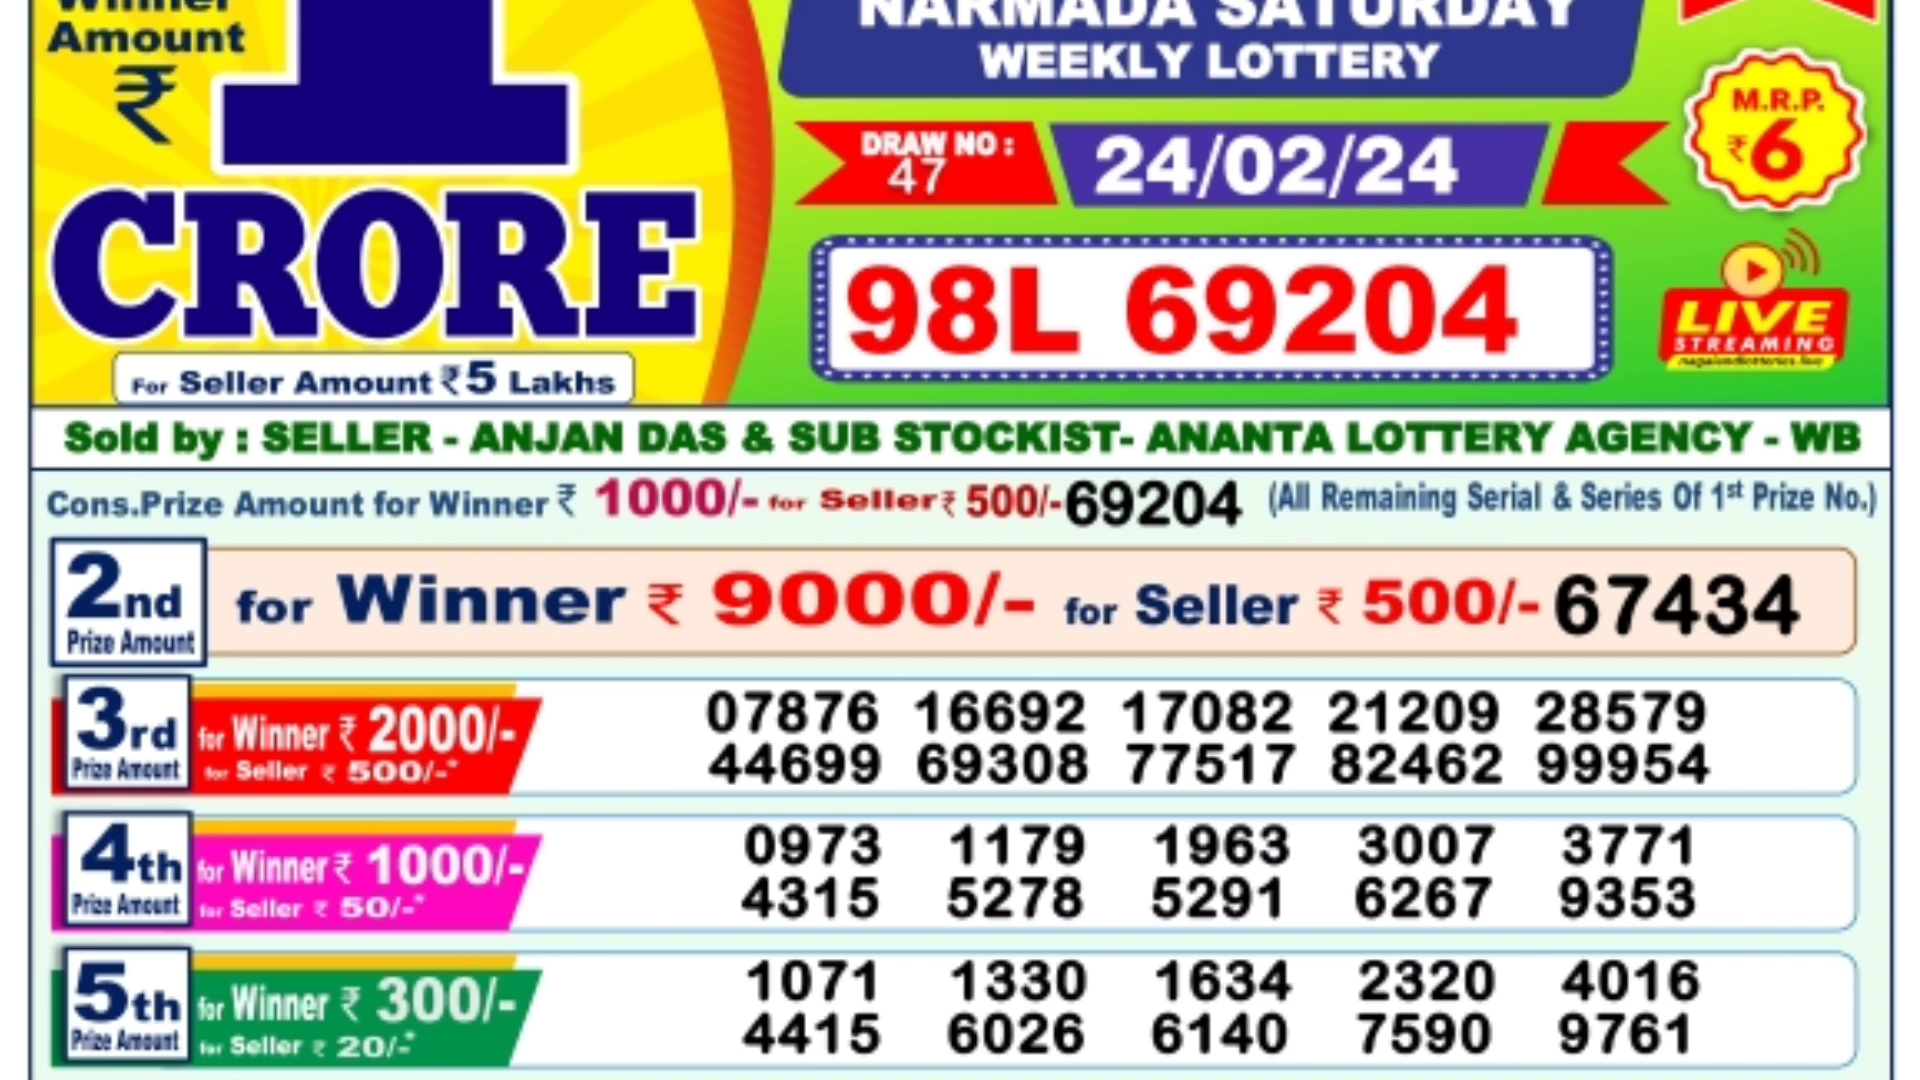 Winner
Amount
₹
1
CRORE
For Seller Amount ₹5 Lakhs
NARMADA SATURDAY
WEEKLY LOTTERY
DRAW NO :
47
24/02/24
M.R.P.
₹6
98L 69204
LIVE
STREAMING
nagalandlotteries.live
Sold by : SELLER - ANJAN DAS & SUB STOCKIST- ANANTA LOTTERY AGENCY - WB
Cons.Prize Amount for Winner ₹ 1000/- for Seller ₹ 500/- 69204 (All Remaining Serial & Series Of 1st Prize No.)
2nd
Prize Amount
for Winner ₹ 9000/- for Seller ₹ 500/- 67434
3rd
Prize Amount
for Winner ₹ 2000/-
for Seller ₹ 500/-*
07876 16692 17082 21209 28579
44699 69308 77517 82462 99954
4th
Prize Amount
for Winner ₹ 1000/-
for Seller ₹ 50/-*
0973 1179 1963 3007 3771
4315 5278 5291 6267 9353
5th
Prize Amount
for Winner ₹ 300/-
for Seller ₹ 20/-*
1071 1330 1634 2320 4016
4415 6026 6140 7590 9761